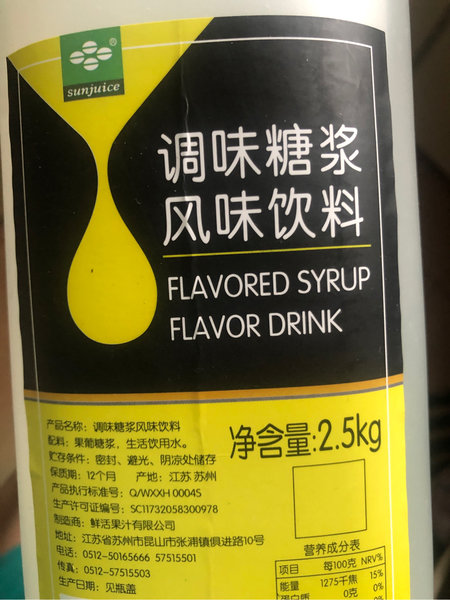 sunjuice
调味糖浆
风味饮料
FLAVORED SYRUP
FLAVOR DRINK
产品名称: 调味糖浆风味饮料
配料: 果葡糖浆, 生活饮用水。
贮存条件: 密封、避光、阴凉处储存
保质期: 12个月 产地: 江苏 苏州
产品执行标准号: Q/WXXH 0004S
生产许可证编号: SC11732058300978
制造商: 鲜活果汁有限公司
地址: 江苏省苏州市昆山市张浦镇俱进路10号
电话: 0512-50165666 57515501
传真: 0512-57515503
生产日期: 见瓶盖
净含量:2.5kg
营养成分表
项目 每100克 NRV%
能量 1275千焦 15%
蛋白质 0克 0%